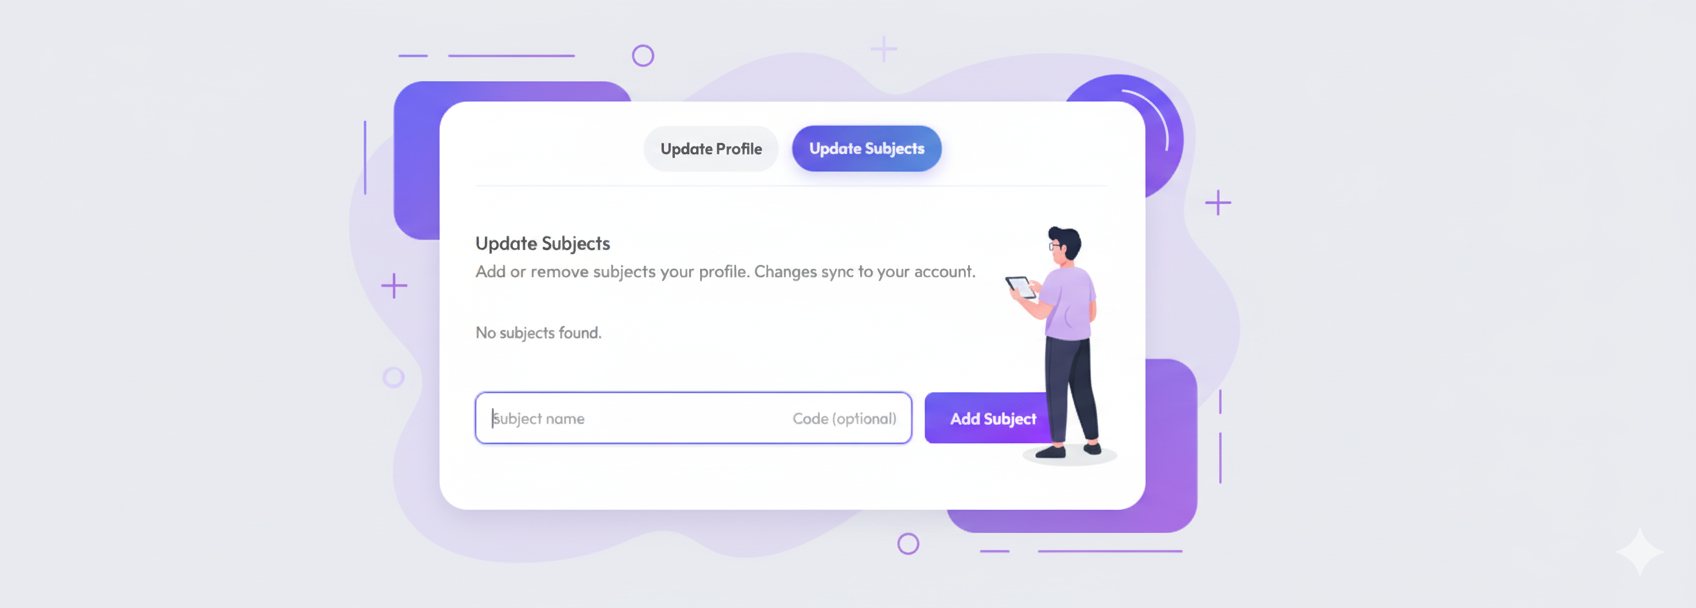 Update Profile
Update Subjects
Update Subjects
Add or remove subjects your profile. Changes sync to your account.
No subjects found.
Subject name
Code (optional)
Add Subject